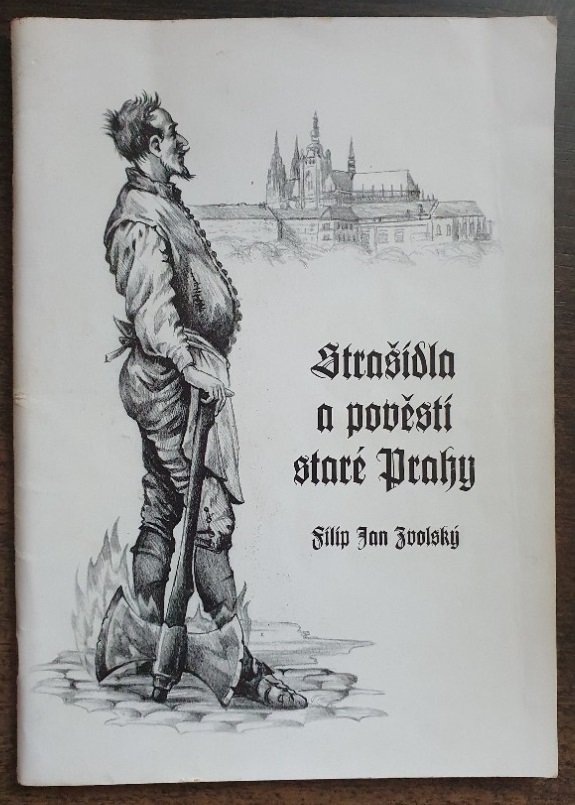 Strašidla
a pověsti
staré Prahy
Filip Jan Zvolský